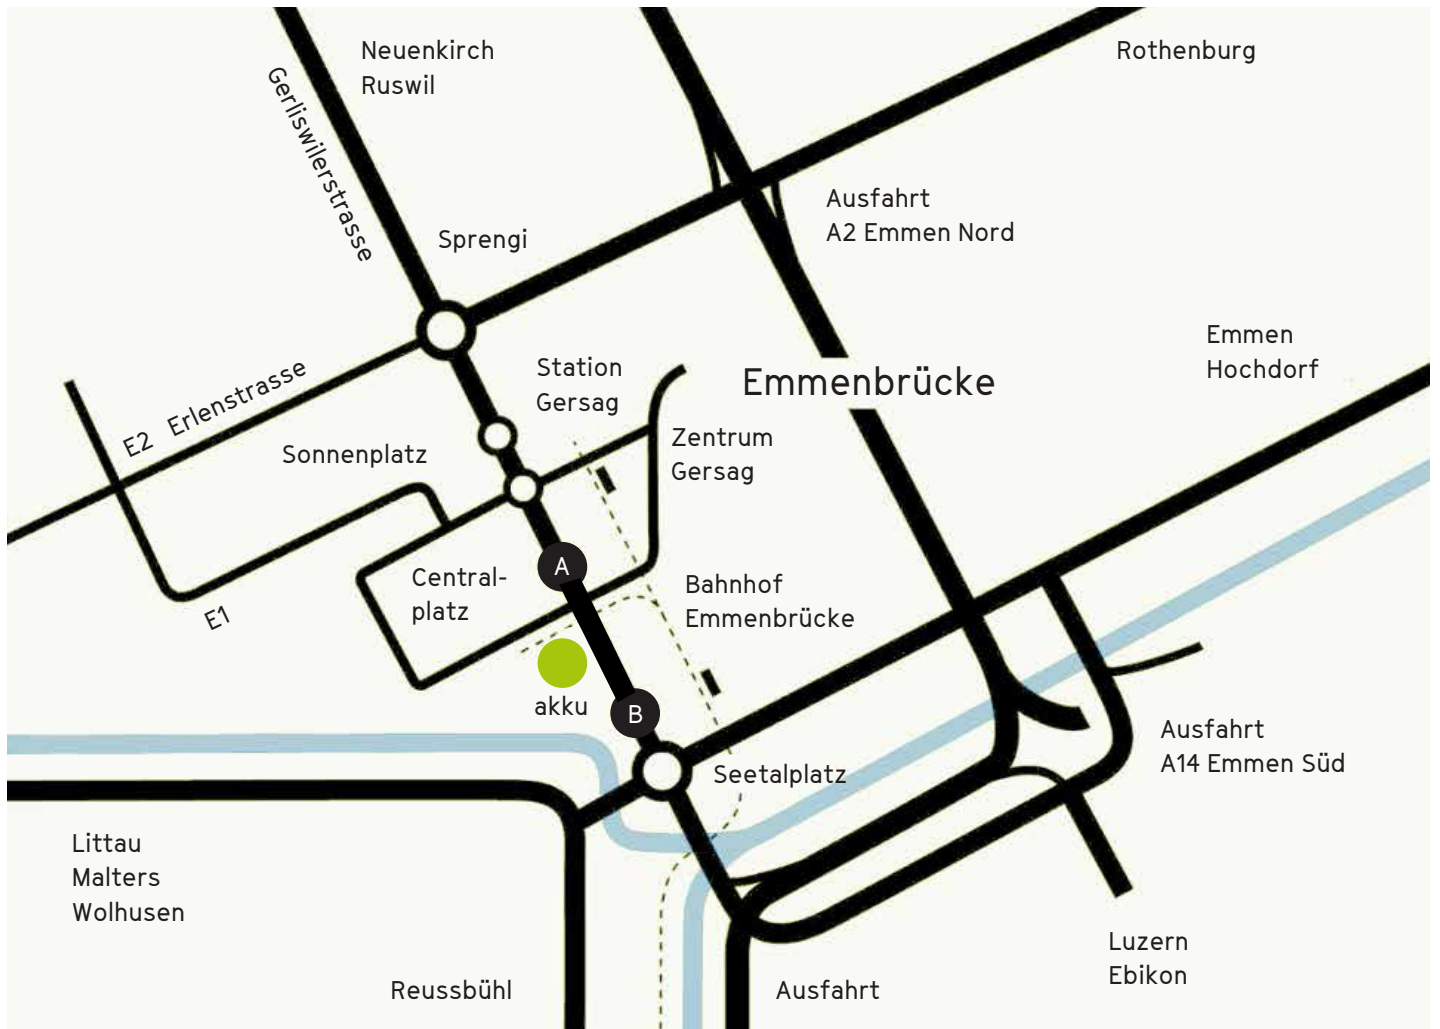 Neuenkirch
Ruswil
Rothenburg
Gerliswilerstrasse
Ausfahrt
A2 Emmen Nord
Sprengi
Emmen
Hochdorf
Station
Gersag
Emmenbrücke
E2 Erlenstrasse
Sonnenplatz
Zentrum
Gersag
A
Central-
platz
Bahnhof
Emmenbrücke
E1
akku
B
Ausfahrt
A14 Emmen Süd
Seetalplatz
Littau
Malters
Wolhusen
Luzern
Ebikon
Reussbühl
Ausfahrt